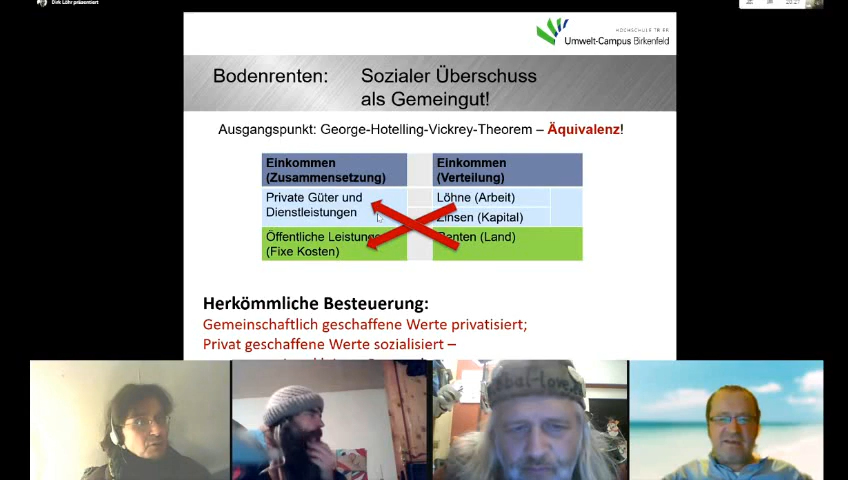 Dirk Löhr präsentiert
20:27
HOCHSCHULE TRIER
Umwelt-Campus Birkenfeld
Bodenrenten: Sozialer Überschuss
als Gemeingut!
Ausgangspunkt: George-Hotelling-Vickrey-Theorem – Äquivalenz!
Einkommen
(Zusammensetzung)
Einkommen
(Verteilung)
Private Güter und
Dienstleistungen
Löhne (Arbeit)
Zinsen (Kapital)
Öffentliche
(Fixe Kosten)
Renten (Land)
Herkömmliche Besteuerung:
Gemeinschaftlich geschaffene Werte privatisiert;
Privat geschaffene Werte sozialisiert –